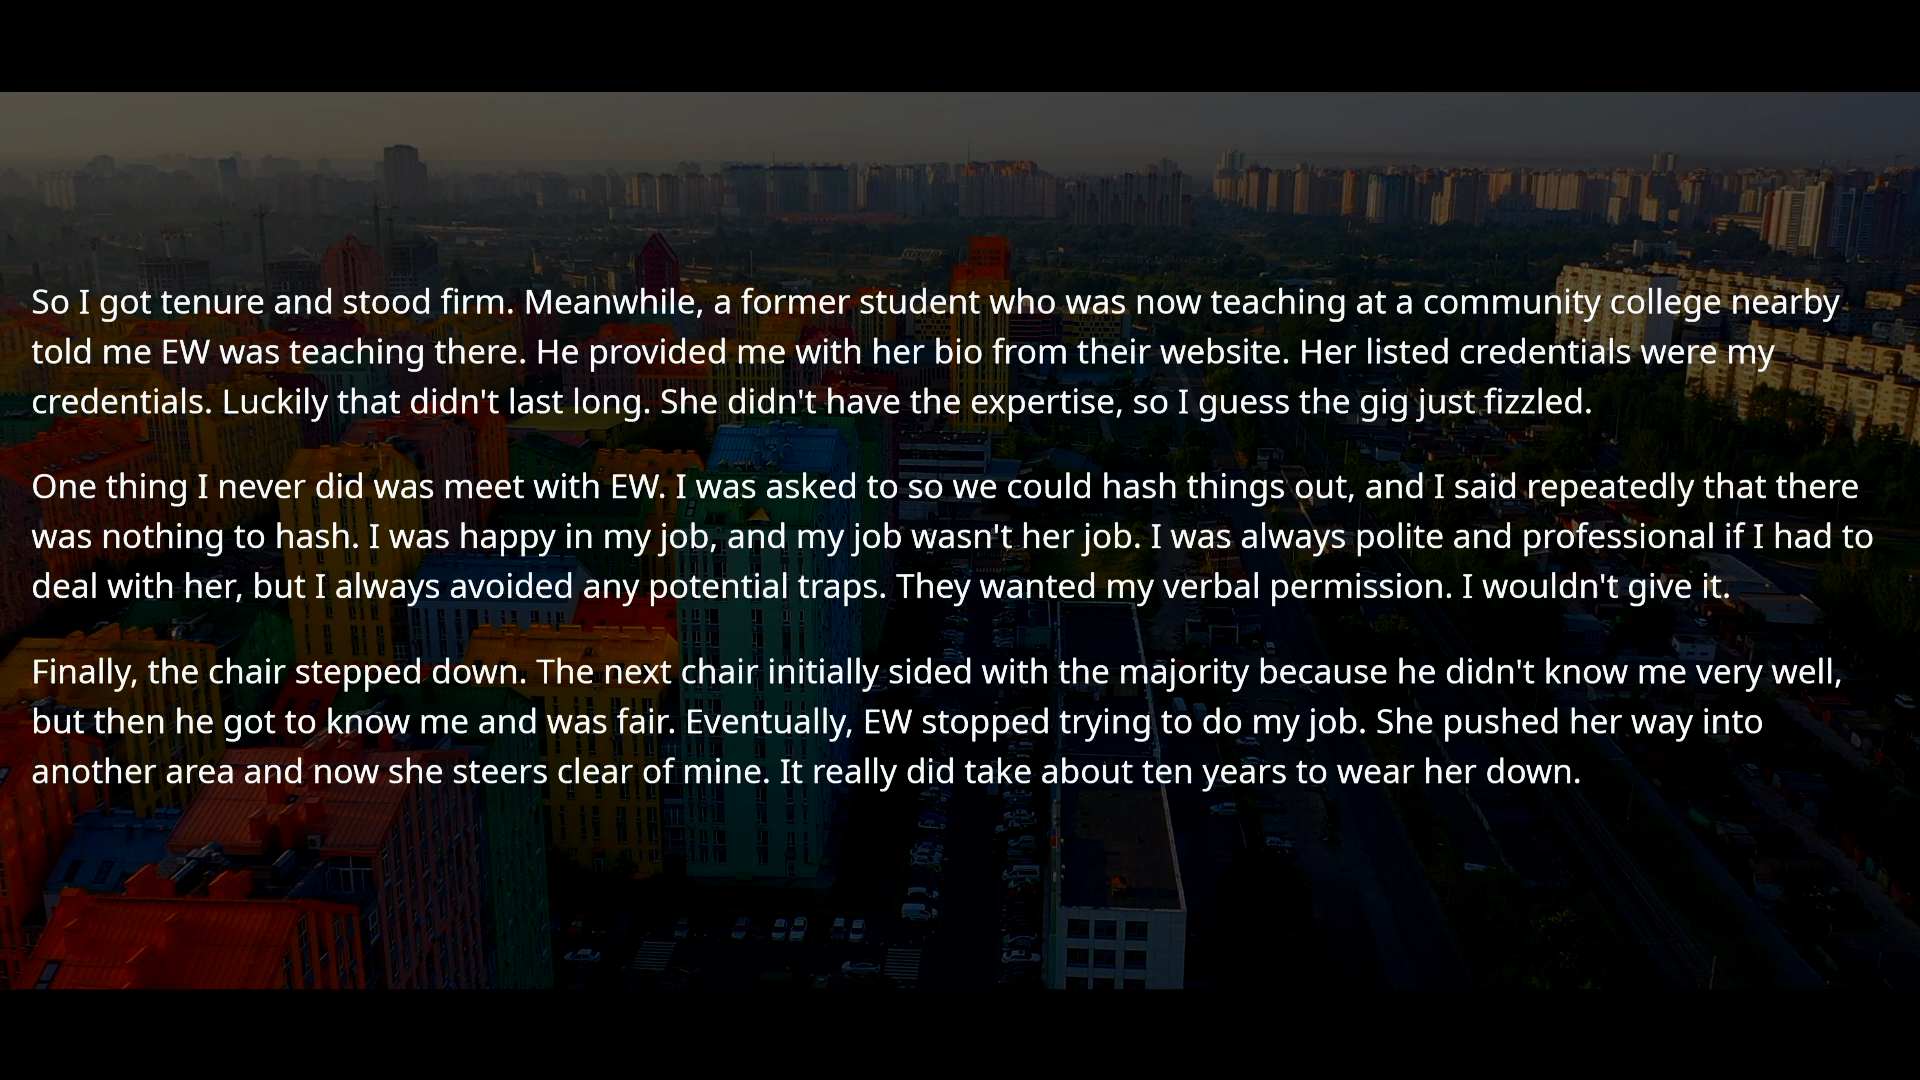 So I got tenure and stood firm. Meanwhile, a former student who was now teaching at a community college nearby
told me EW was teaching there. He provided me with her bio from their website. Her listed credentials were my
credentials. Luckily that didn't last long. She didn't have the expertise, so I guess the gig just fizzled.
One thing I never did was meet with EW. I was asked to so we could hash things out, and I said repeatedly that there
was nothing to hash. I was happy in my job, and my job wasn't her job. I was always polite and professional if I had to
deal with her, but I always avoided any potential traps. They wanted my verbal permission. I wouldn't give it.
Finally, the chair stepped down. The next chair initially sided with the majority because he didn't know me very well,
but then he got to know me and was fair. Eventually, EW stopped trying to do my job. She pushed her way into
another area and now she steers clear of mine. It really did take about ten years to wear her down.